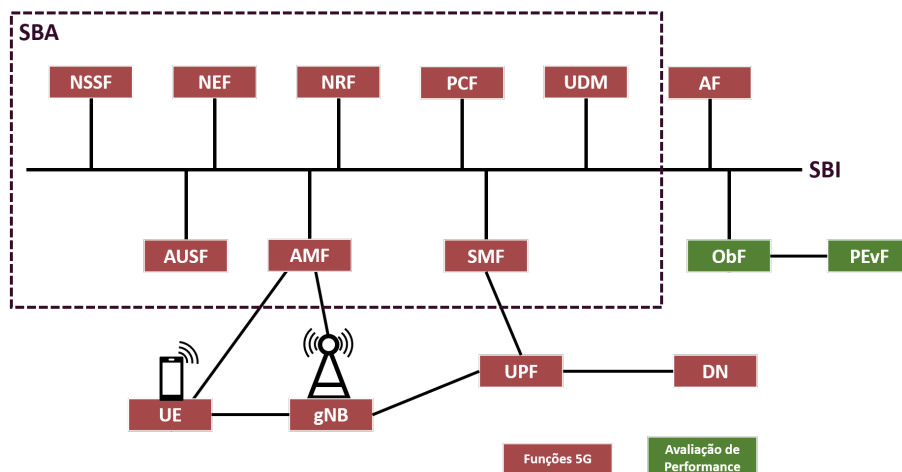 SBA
NSSF
NEF
NRF
PCF
UDM
AF
SBI
AUSF
AMF
SMF
ObF
PEvF
UPF
DN
UE
gNB
Funções 5G
Avaliação de
Performance